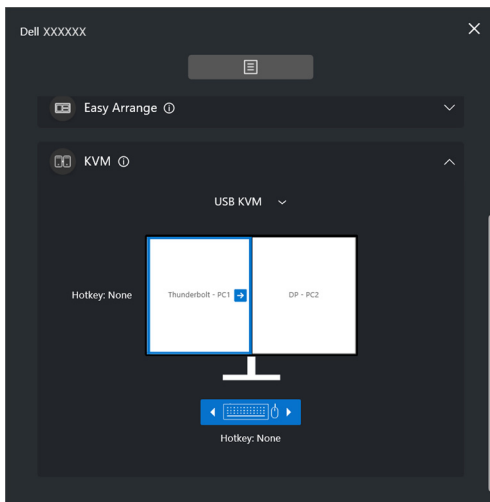 Dell XXXXXX
Easy Arrange
KVM
USB KVM
Hotkey: None
Thunderbolt - PC1
DP - PC2
Hotkey: None